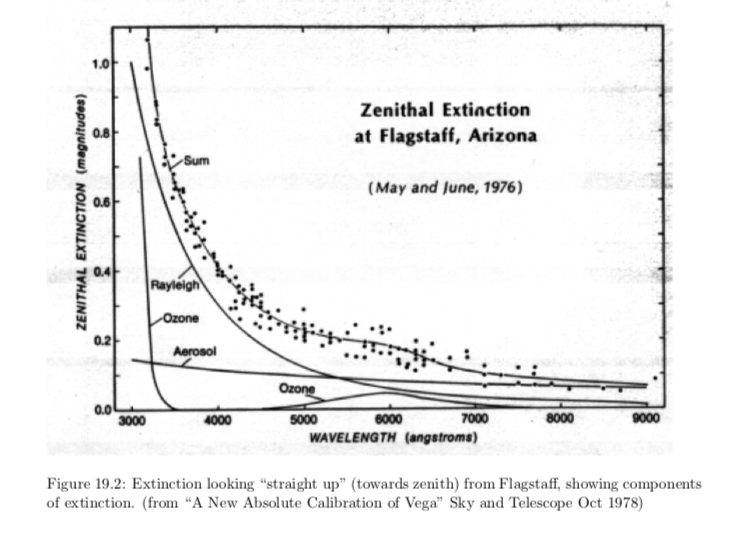 Zenithal Extinction
at Flagstaff, Arizona
(May and June, 1976)
ZENITHAL EXTINCTION (magnitudes)
1.0
0.8
0.6
0.4
0.2
0.0
Sum
Rayleigh
Ozone
Aerosol
Ozone
3000 4000 5000 6000 7000 8000 9000
WAVELENGTH (angstroms)
Figure 19.2: Extinction looking “straight up” (towards zenith) from Flagstaff, showing components
of extinction. (from “A New Absolute Calibration of Vega” Sky and Telescope Oct 1978)